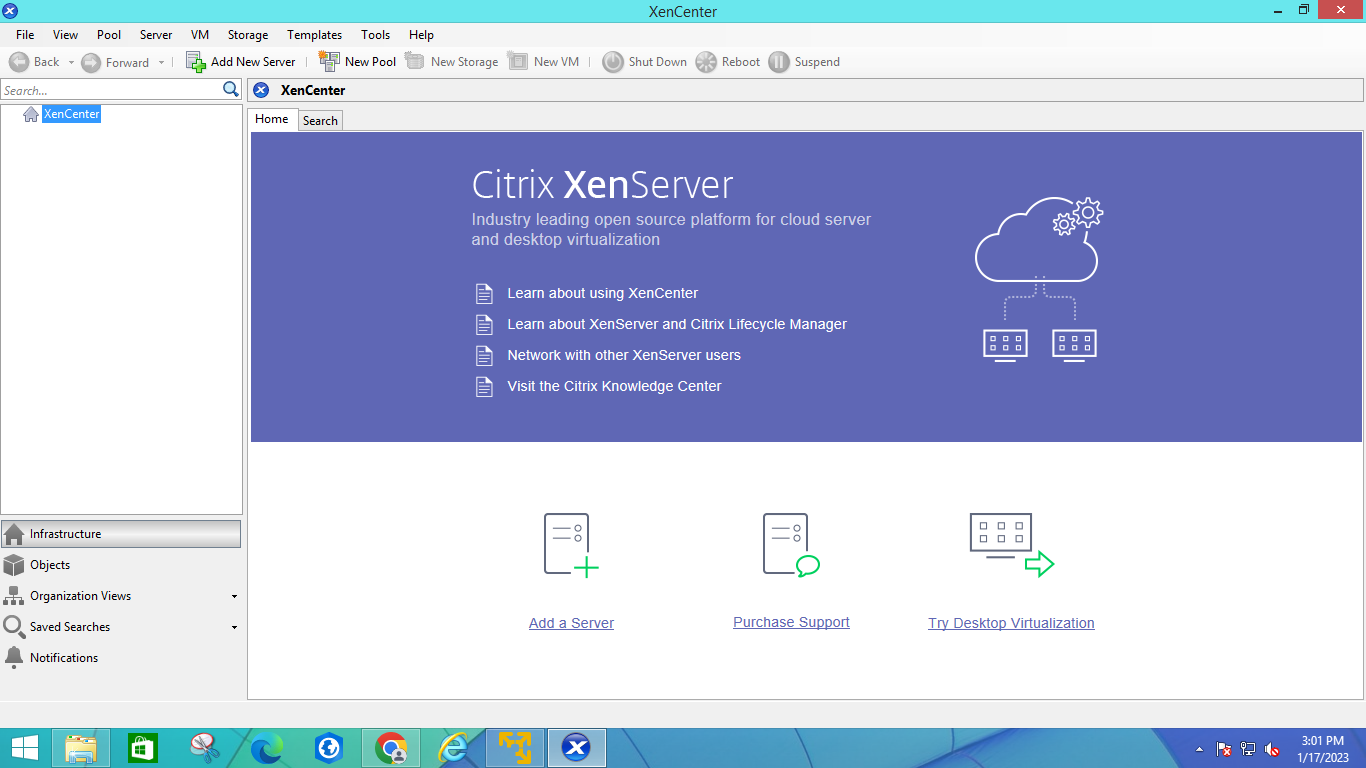 XenCenter
File View Pool Server VM Storage Templates Tools Help
Back Forward Add New Server New Pool New Storage New VM Shut Down Reboot Suspend
Search...
XenCenter
XenCenter
Home Search
Citrix XenServer
Industry leading open source platform for cloud server
and desktop virtualization
Learn about using XenCenter
Learn about XenServer and Citrix Lifecycle Manager
Network with other XenServer users
Visit the Citrix Knowledge Center
Add a Server Purchase Support Try Desktop Virtualization
Infrastructure
Objects
Organization Views
Saved Searches
Notifications
3:01 PM
1/17/2023